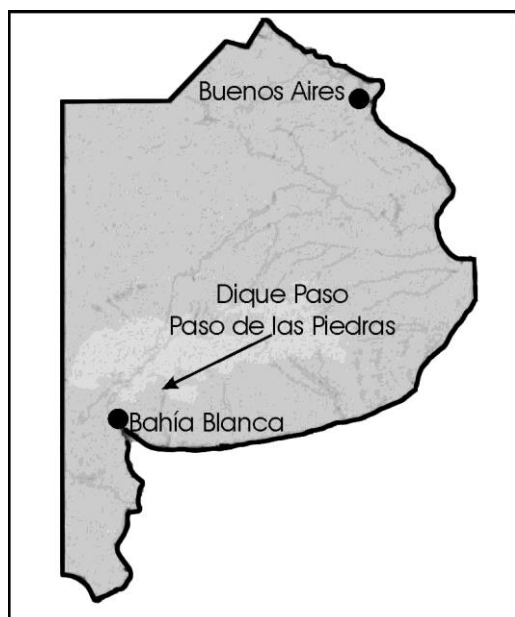 Buenos Aires
Dique Paso
Paso de las Piedras
Bahía Blanca